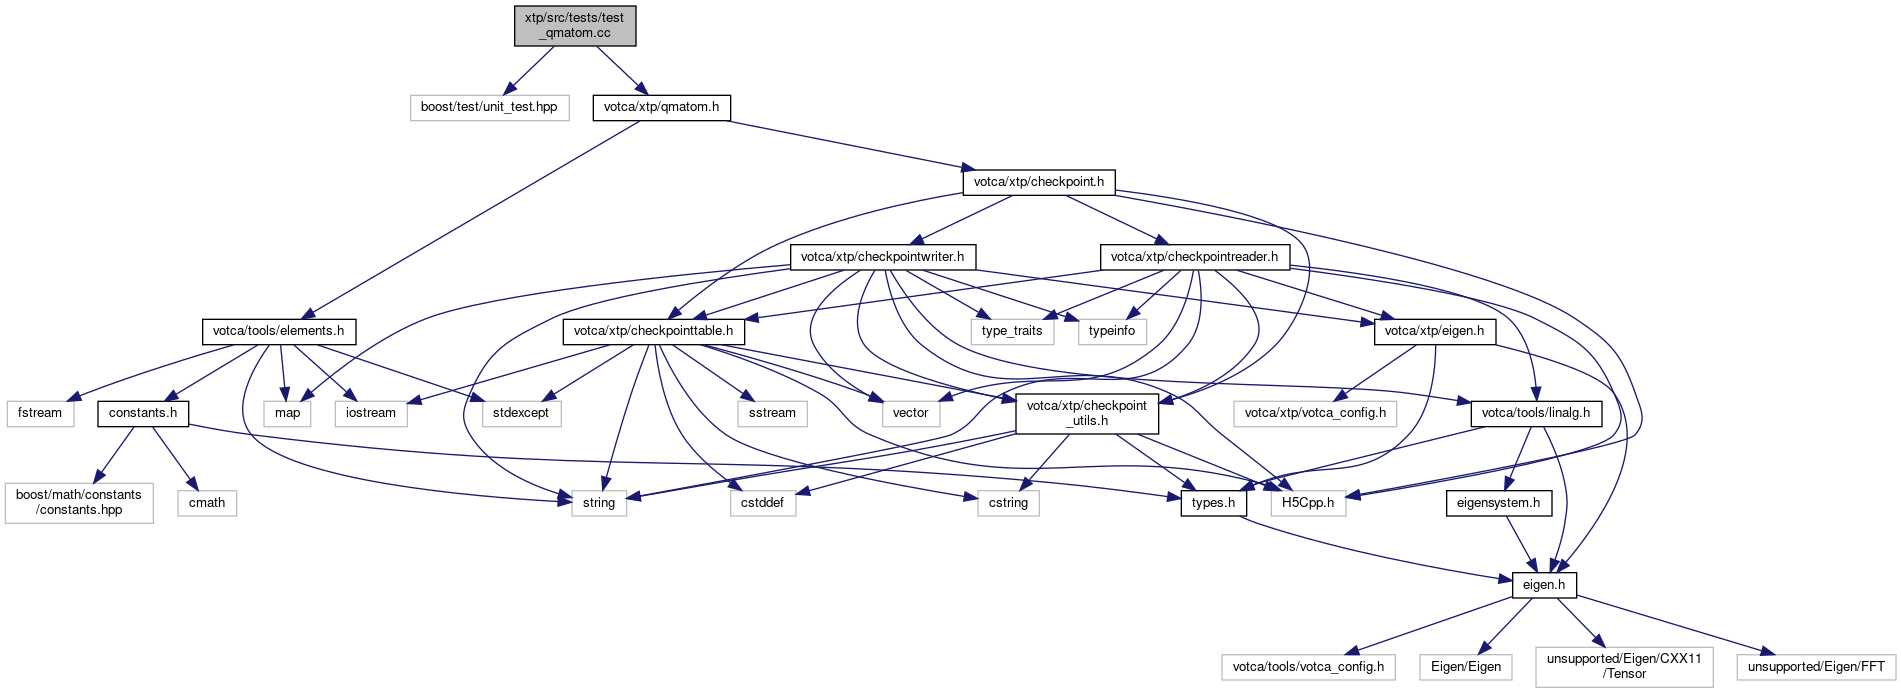 xtp/src/tests/test
_qmatom.cc
boost/test/unit_test.hpp
votca/xtp/qmatom.h
votca/xtp/checkpoint.h
votca/xtp/checkpointwriter.h
votca/xtp/checkpointreader.h
votca/tools/elements.h
votca/xtp/checkpointtable.h
type_traits
typeinfo
votca/xtp/eigen.h
fstream
constants.h
map
iostream
stdexcept
sstream
vector
votca/xtp/checkpoint
_utils.h
votca/xtp/votca_config.h
votca/tools/linalg.h
boost/math/constants
/constants.hpp
cmath
string
cstddef
cstring
types.h
H5Cpp.h
eigensystem.h
eigen.h
votca/tools/votca_config.h
Eigen/Eigen
unsupported/Eigen/CXX11
/Tensor
unsupported/Eigen/FFT